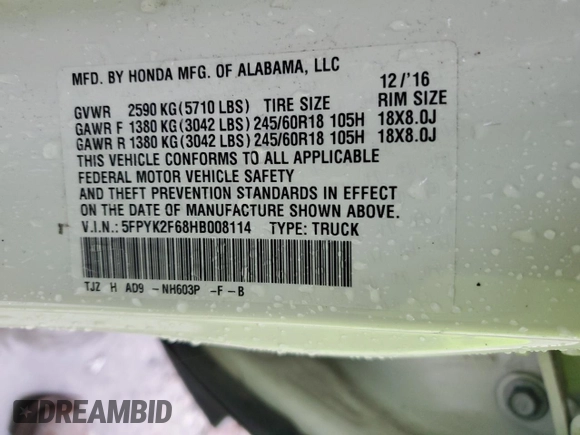 MFD. BY HONDA MFG. OF ALABAMA, LLC
12/'16
GVWR 2590 KG(5710 LBS) TIRE SIZE RIM SIZE
GAWR F 1380 KG(3042 LBS) 245/60R18 105H 18X8.0J
GAWR R 1380 KG(3042 LBS) 245/60R18 105H 18X8.0J
THIS VEHICLE CONFORMS TO ALL APPLICABLE
FEDERAL MOTOR VEHICLE SAFETY
AND THEFT PREVENTION STANDARDS IN EFFECT
ON THE DATE OF MANUFACTURE SHOWN ABOVE.
V.I.N.: 5FPYK2F68HB008114 TYPE: TRUCK
TJZ H AD9 -NH603P -F-B
DREAMBID